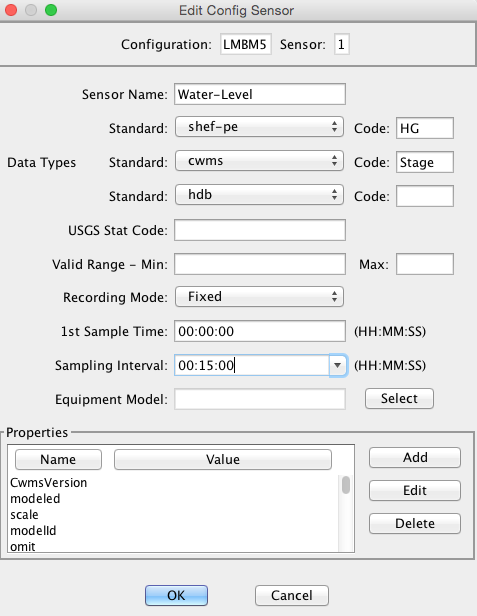 Edit Config Sensor
Configuration: LMBM5 Sensor: 1
Sensor Name: Water-Level
Standard: shef-pe Code: HG
Data Types Standard: cwms Code: Stage
Standard: hdb Code:
USGS Stat Code:
Valid Range - Min: Max:
Recording Mode: Fixed
1st Sample Time: 00:00:00 (HH:MM:SS)
Sampling Interval: 00:15:00 (HH:MM:SS)
Equipment Model: Select
Properties
Name Value Add
CwmsVersion
modeled Edit
scale
modelId Delete
omit
OK Cancel